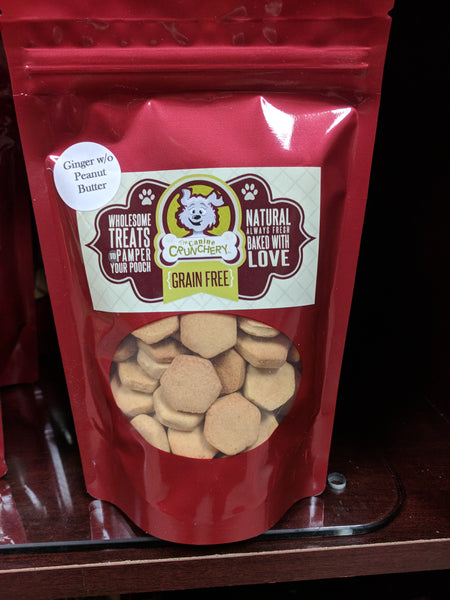 Ginger w/o
Peanut
Butter
WHOLESOME
TREATS
TO PAMPER
YOUR POOCH
The Canine
CRUNCHERY
GRAIN FREE
NATURAL
ALWAYS FRESH
BAKED WITH
LOVE